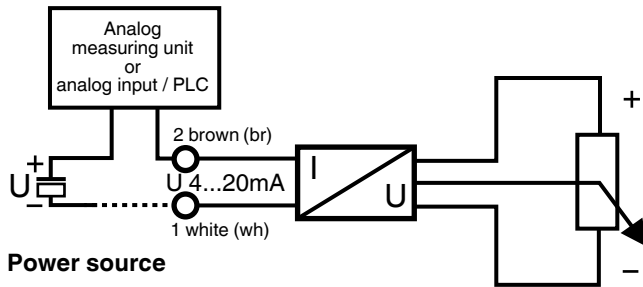 Analog
measuring unit
or
analog input / PLC
2 brown (br)
+
U
−
U 4...20mA
1 white (wh)
I
U
+
−
Power source